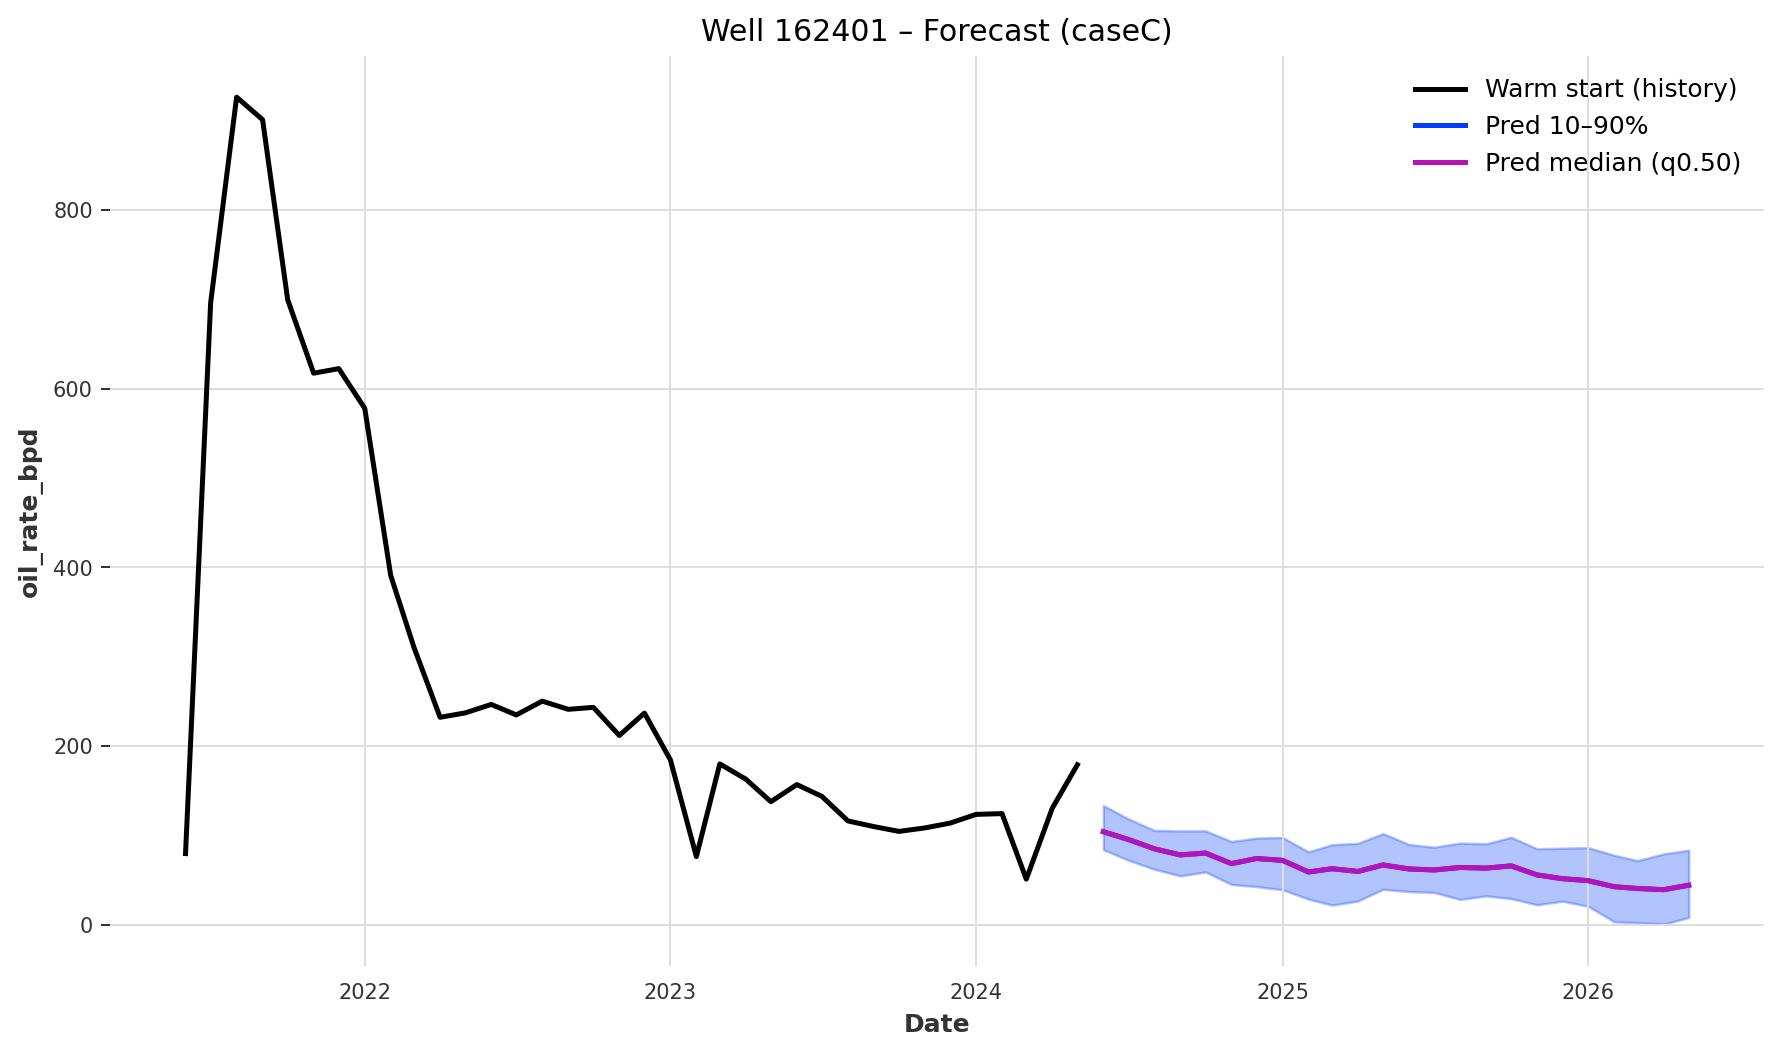 Well 162401 – Forecast (caseC)
Warm start (history)
Pred 10–90%
Pred median (q0.50)
oil_rate_bpd
800
600
400
200
0
2022
2023
2024
2025
2026
Date